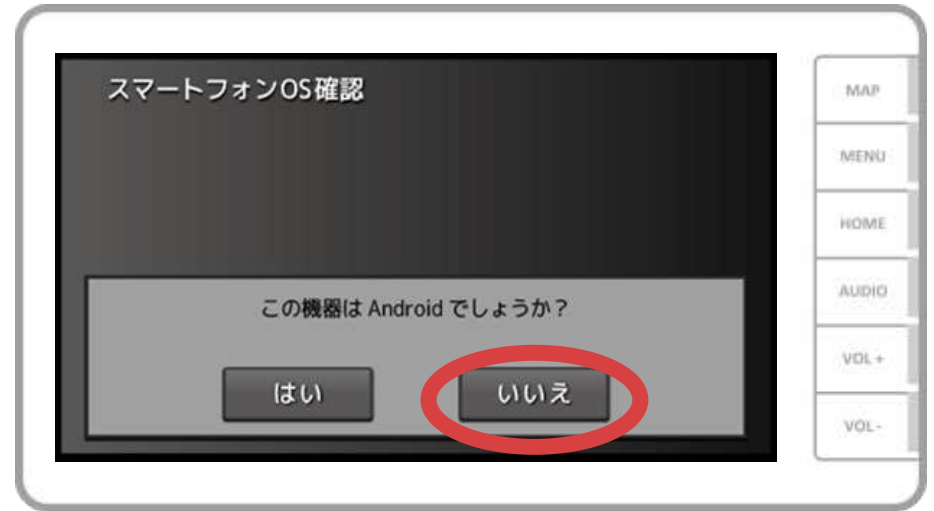 スマートフォンOS確認
この機器は Android でしょうか？
はい
いいえ
MAP
MENU
HOME
AUDIO
VOL +
VOL -